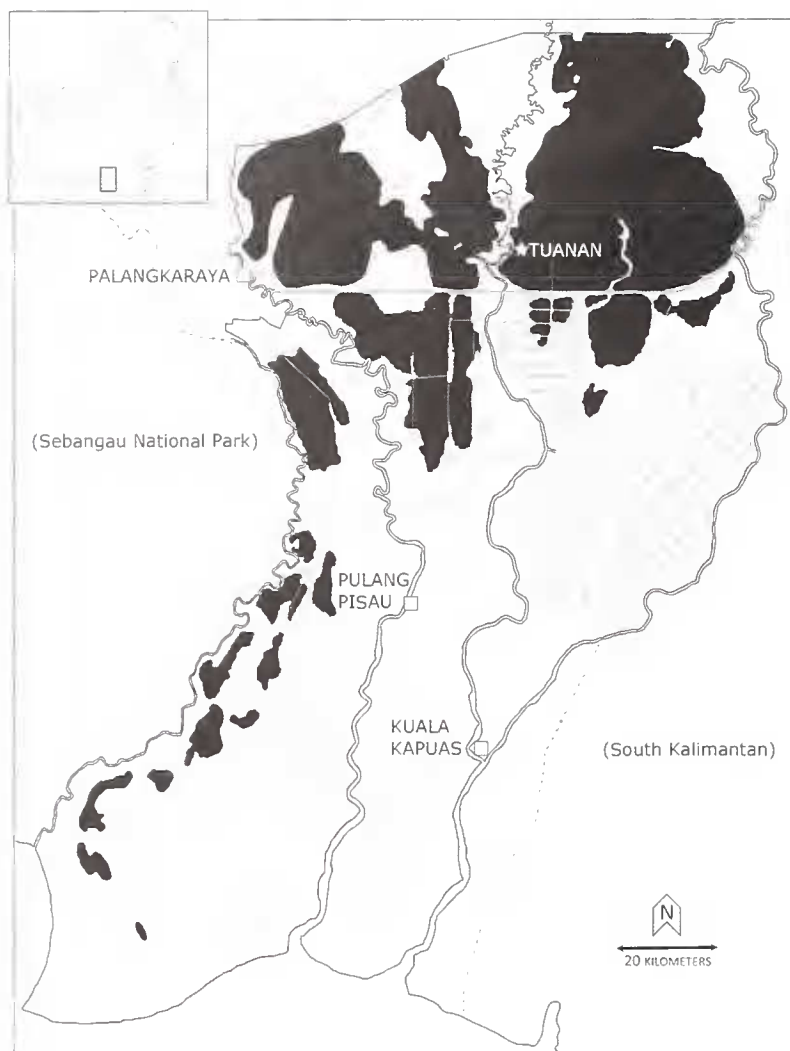 TUANAN
PALANGKARAYA
(Sebangau National Park)
PULANG
PISAU
KUALA
KAPUAS
(South Kalimantan)
N
20 KILOMETERS